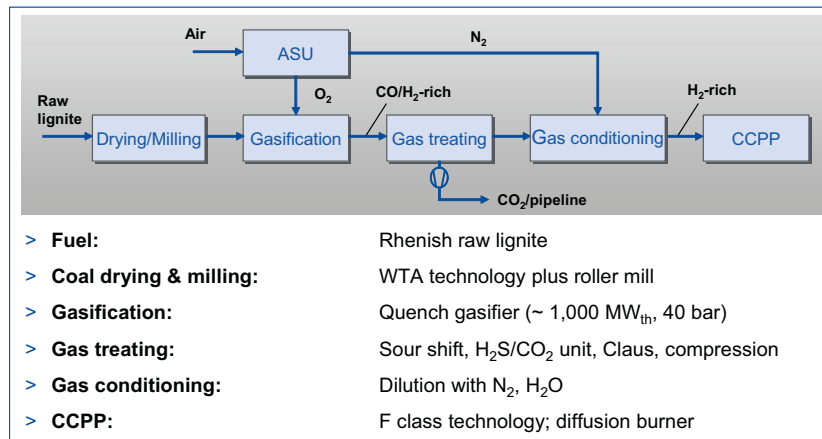 Air
ASU
N₂
O₂
CO/H₂-rich
H₂-rich
Raw
lignite
Drying/Milling
Gasification
Gas treating
Gas conditioning
CCPP
CO₂/pipeline
> Fuel: Rhenish raw lignite
> Coal drying & milling: WTA technology plus roller mill
> Gasification: Quench gasifier (~ 1,000 MWth, 40 bar)
> Gas treating: Sour shift, H₂S/CO₂ unit, Claus, compression
> Gas conditioning: Dilution with N₂, H₂O
> CCPP: F class technology; diffusion burner